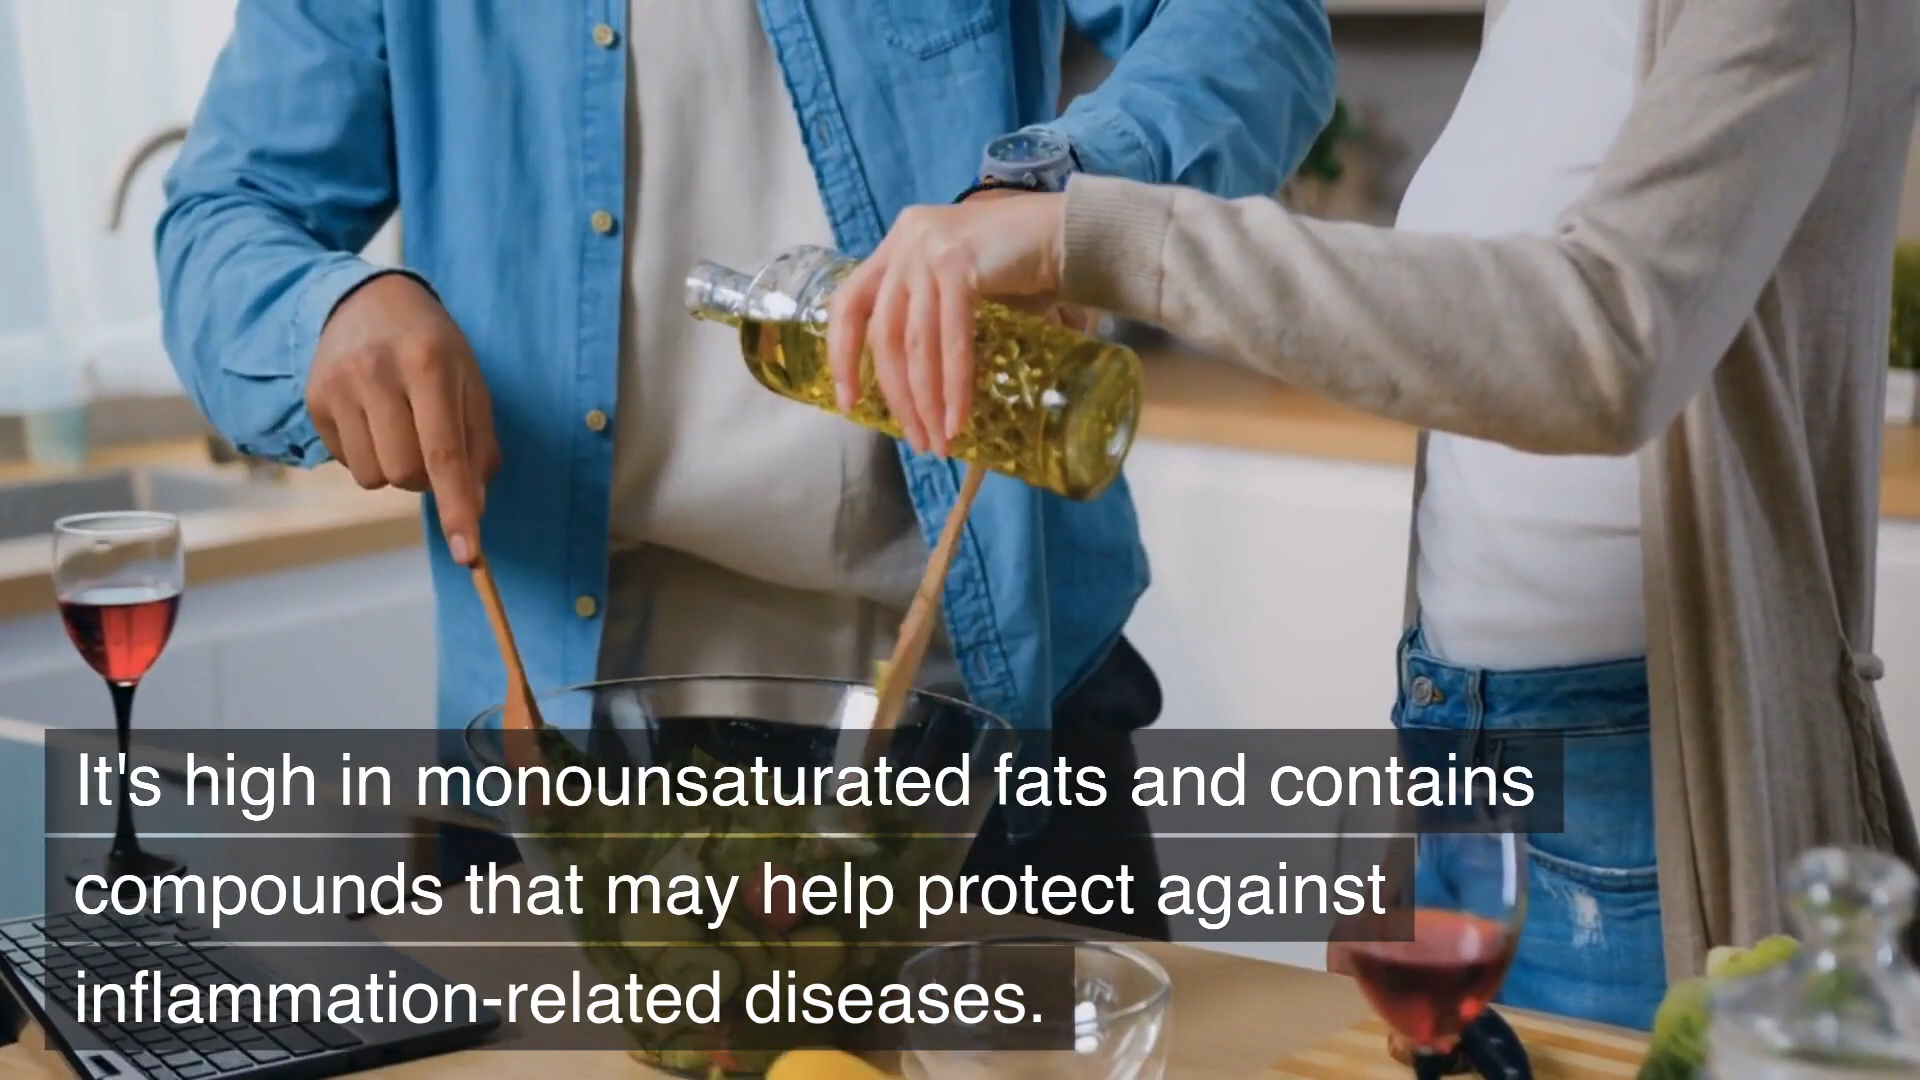 It's high in monounsaturated fats and contains
compounds that may help protect against
inflammation-related diseases.